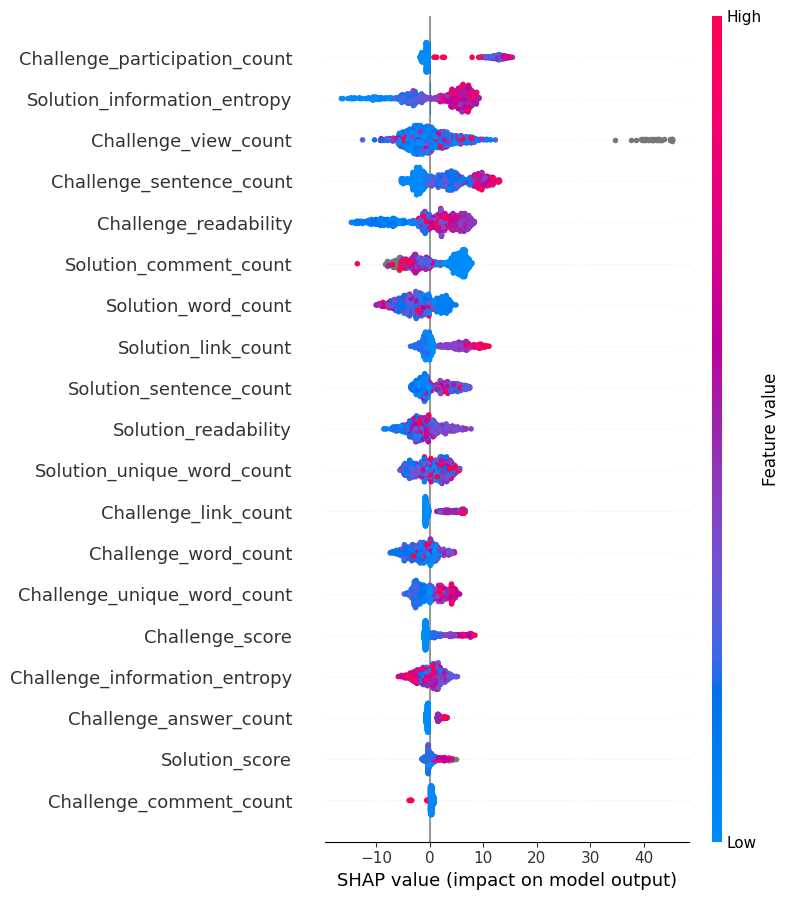 High
Challenge_participation_count
Solution_information_entropy
Challenge_view_count
Challenge_sentence_count
Challenge_readability
Solution_comment_count
Solution_word_count
Solution_link_count
Solution_sentence_count
Solution_readability
Solution_unique_word_count
Challenge_link_count
Challenge_word_count
Challenge_unique_word_count
Challenge_score
Challenge_information_entropy
Challenge_answer_count
Solution_score
Challenge_comment_count
Feature value
Low
−10 0 10 20 30 40
SHAP value (impact on model output)